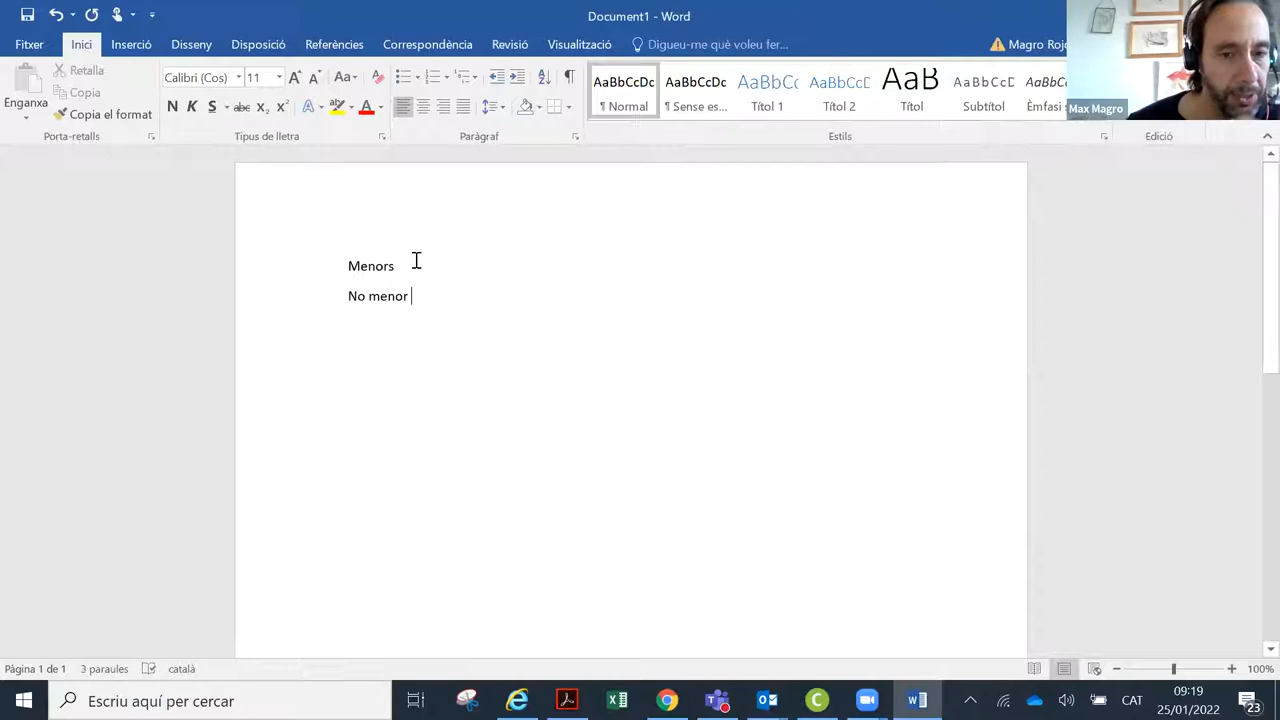 Document1 - Word
Fitxer Inici Inserció Disseny Disposició Referències Correspondència Revisió Visualització Digueu-me què voleu fer... Magro Roj
Enganxa
Retalla
Copia
Copia el format
Porta-retalls
Calibri (Cos) 11
Tipus de lletra
Paràgraf
AaBbCcDc AaBbCcDc AaBbCc AaBbCcD AaB AaBbCcD AaBbCc
¶ Normal ¶ Sense es... Títol 1 Títol 2 Títol Subtítol Èmfasi
Estils
Edició
Max Magro
Menors
No menor
Pàgina 1 de 1 3 paraules català 100%
Escriu aquí per cercar
CAT
09:19
25/01/2022
23